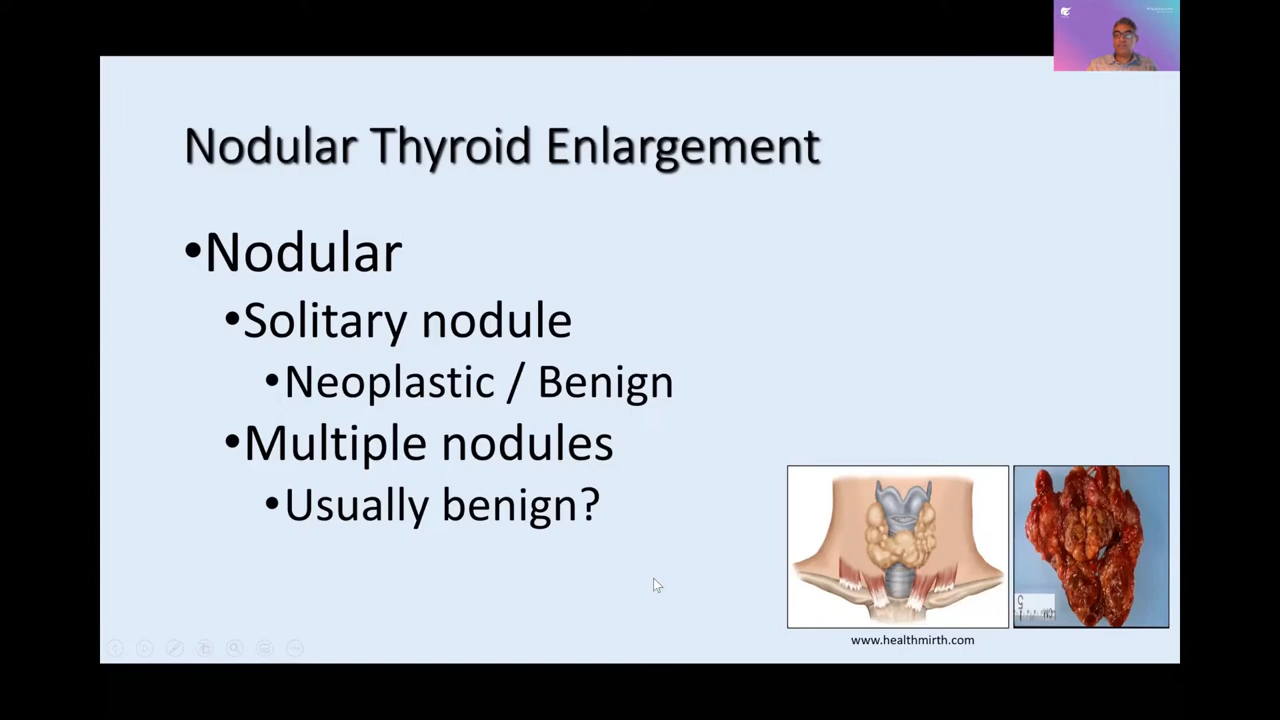 Nodular Thyroid Enlargement
•Nodular
•Solitary nodule
•Neoplastic / Benign
•Multiple nodules
•Usually benign?
www.healthmirth.com